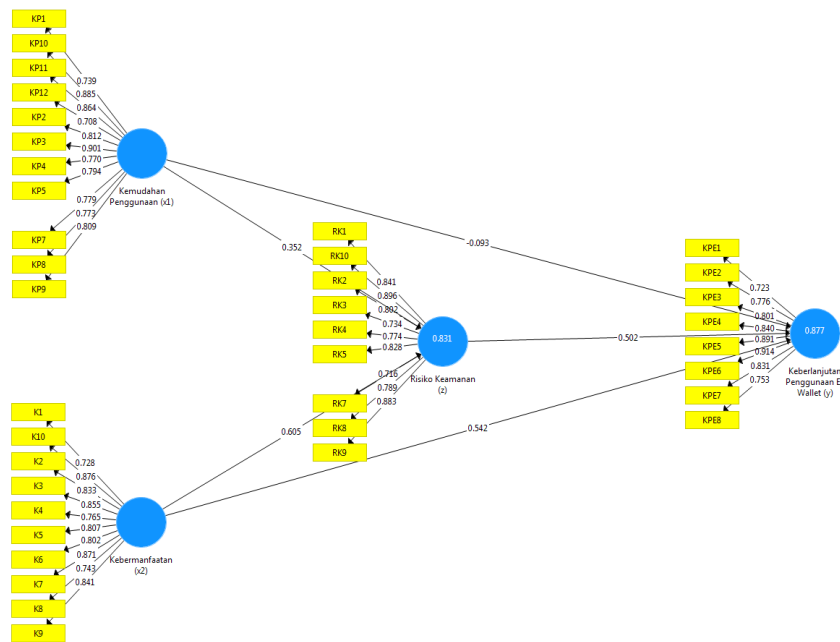 KP1
KP10
KP11
KP12
KP2
KP3
KP4
KP5
KP7
KP8
KP9
0.739
0.885
0.864
0.708
0.812
0.901
0.770
0.794
0.779
0.773
0.809
Kemudahan
Penggunaan (x1)
0.352
-0.093
RK1
RK10
RK2
RK3
RK4
RK5
RK7
RK8
RK9
0.841
0.896
0.802
0.734
0.774
0.828
0.716
0.789
0.883
0.831
Risiko Keamanan
(z)
0.502
KPE1
KPE2
KPE3
KPE4
KPE5
KPE6
KPE7
KPE8
0.723
0.776
0.801
0.840
0.891
0.914
0.831
0.753
0.877
Keberlanjutan
Penggunaan E
Wallet (y)
K1
K10
K2
K3
K4
K5
K6
K7
K8
K9
0.728
0.876
0.833
0.855
0.765
0.807
0.802
0.871
0.743
0.841
Kebermanfaatan
(x2)
0.605
0.542